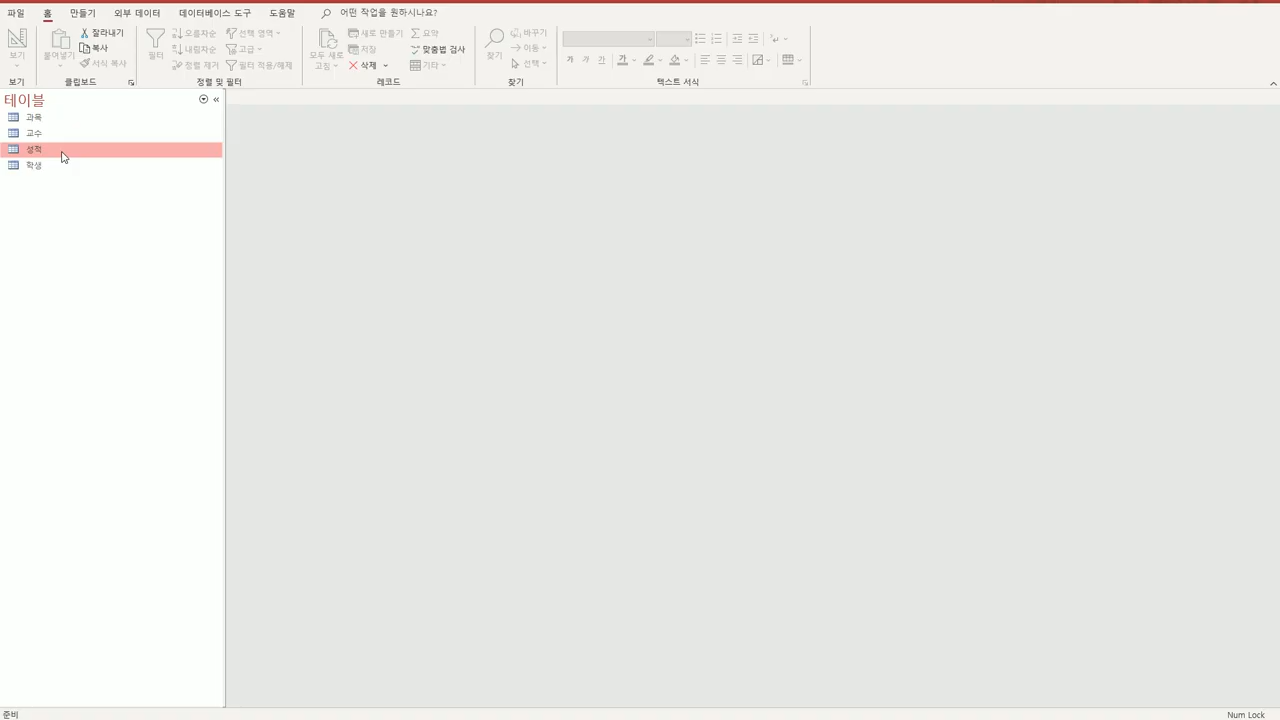 파일 홈 만들기 외부 데이터 데이터베이스 도구 도움말 어떤 작업을 원하시나요?
보기 붙여넣기 잘라내기 복사 서식 복사
필터 오름차순 내림차순 정렬 제거 선택 영역 고급 필터 적용/해제
모두 새로 고침 새로 만들기 저장 삭제 요약 맞춤법 검사 기타
찾기 바꾸기 이동 선택
가 가 가 가
보기 클립보드 정렬 및 필터 레코드 찾기 텍스트 서식
테이블
과목
교수
성적
학생
준비 Num Lock